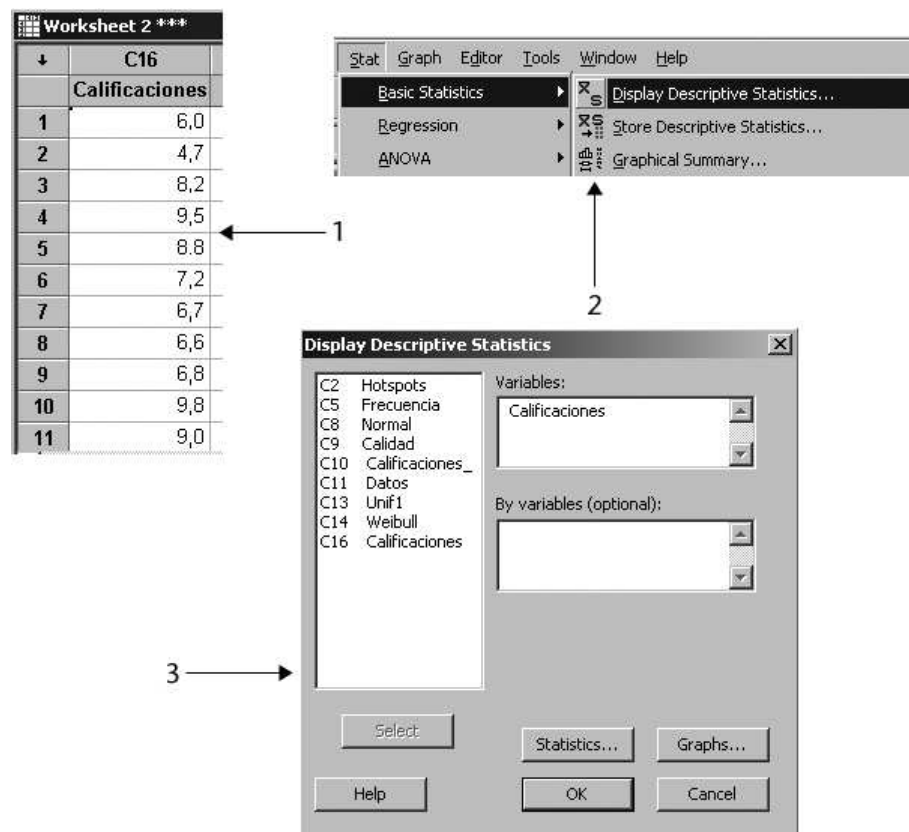 Worksheet 2 ***
↓ C16
Calificaciones
1 6,0
2 4,7
3 8,2
4 9,5
5 8.8
6 7,2
7 6,7
8 6,6
9 6,8
10 9,8
11 9,0
1
Stat Graph Editor Tools Window Help
Basic Statistics Display Descriptive Statistics...
Regression Store Descriptive Statistics...
ANOVA Graphical Summary...
2
Display Descriptive Statistics
C2 Hotspots
C5 Frecuencia
C8 Normal
C9 Calidad
C10 Calificaciones_
C11 Datos
C13 Unif1
C14 Weibull
C16 Calificaciones
Variables:
Calificaciones
By variables (optional):
3
Select
Statistics... Graphs...
Help OK Cancel